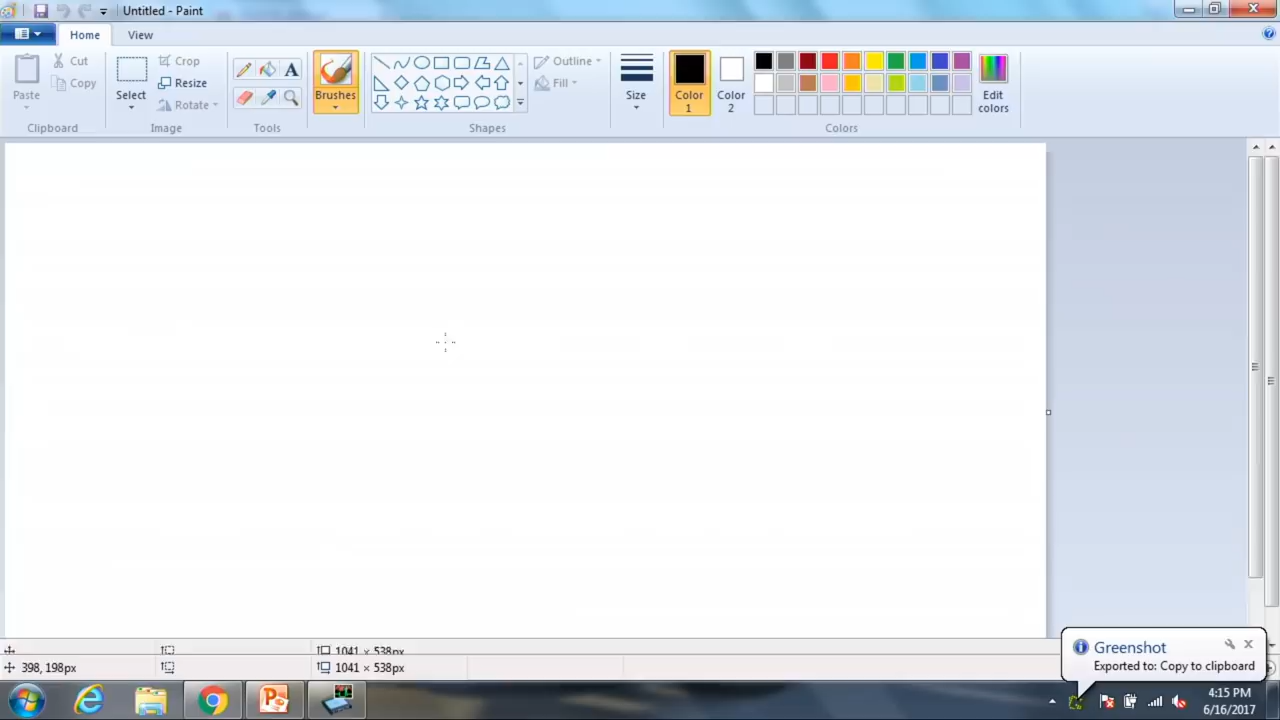 Untitled - Paint
Home View
Paste
Cut
Copy
Clipboard
Select
Crop
Resize
Rotate
Image
A
Tools
Brushes
Shapes
Outline
Fill
Size
Color
1
Color
2
Edit
colors
Colors
1041 × 538px
398, 198px
1041 × 538px
Greenshot
Exported to: Copy to clipboard
4:15 PM
6/16/2017